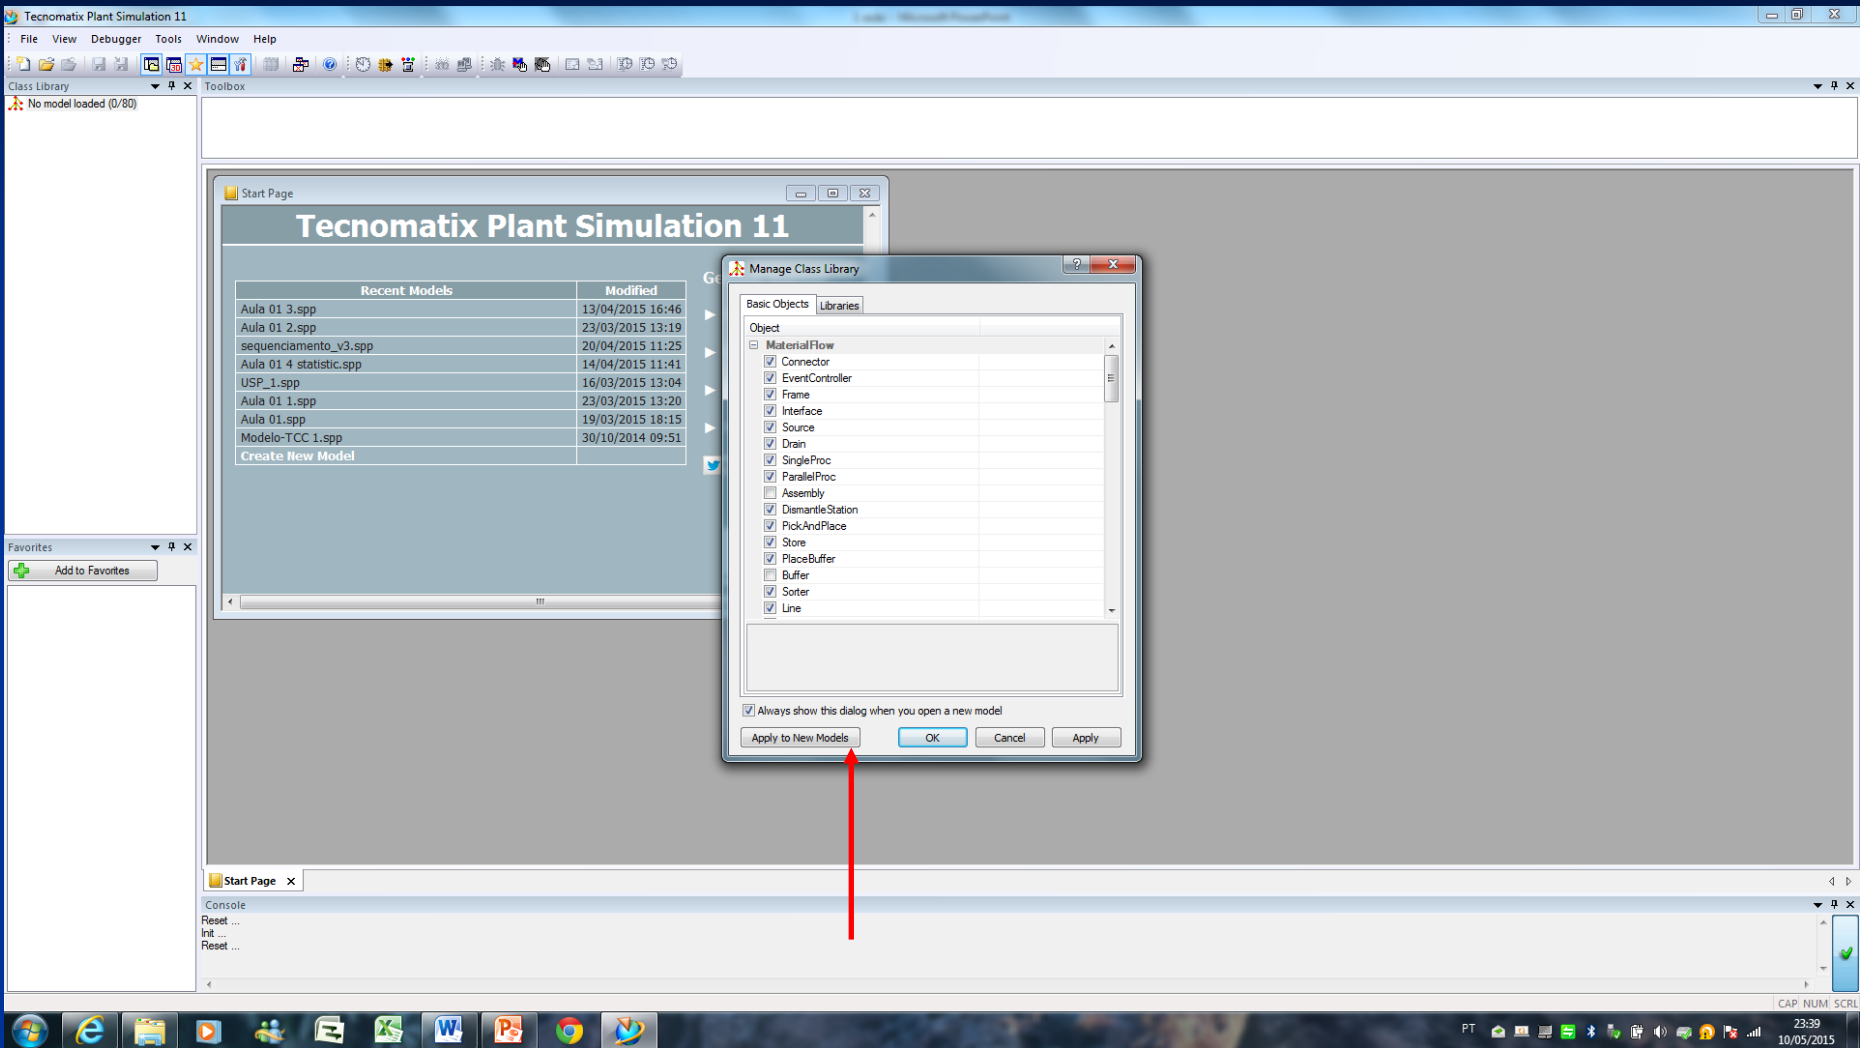 Tecnomatix Plant Simulation 11
File View Debugger Tools Window Help
Class Library
Toolbox
No model loaded (0/80)
Start Page
Tecnomatix Plant Simulation 11
Recent Models Modified
Aula 01 3.spp 13/04/2015 16:46
Aula 01 2.spp 23/03/2015 13:19
sequenciamento_v3.spp 20/04/2015 11:25
Aula 01 4 statistic.spp 14/04/2015 11:41
USP_1.spp 16/03/2015 13:04
Aula 01 1.spp 23/03/2015 13:20
Aula 01.spp 19/03/2015 18:15
Modelo-TCC 1.spp 30/10/2014 09:51
Create New Model
Ge
Manage Class Library
Basic Objects Libraries
Object
MaterialFlow
Connector
EventController
Frame
Interface
Source
Drain
SingleProc
ParallelProc
Assembly
DismantleStation
PickAndPlace
Store
PlaceBuffer
Buffer
Sorter
Line
Always show this dialog when you open a new model
Apply to New Models OK Cancel Apply
Favorites
Add to Favorites
Start Page
Console
Reset ...
Init ...
Reset ...
CAP NUM SCRL
PT
23:39
10/05/2015